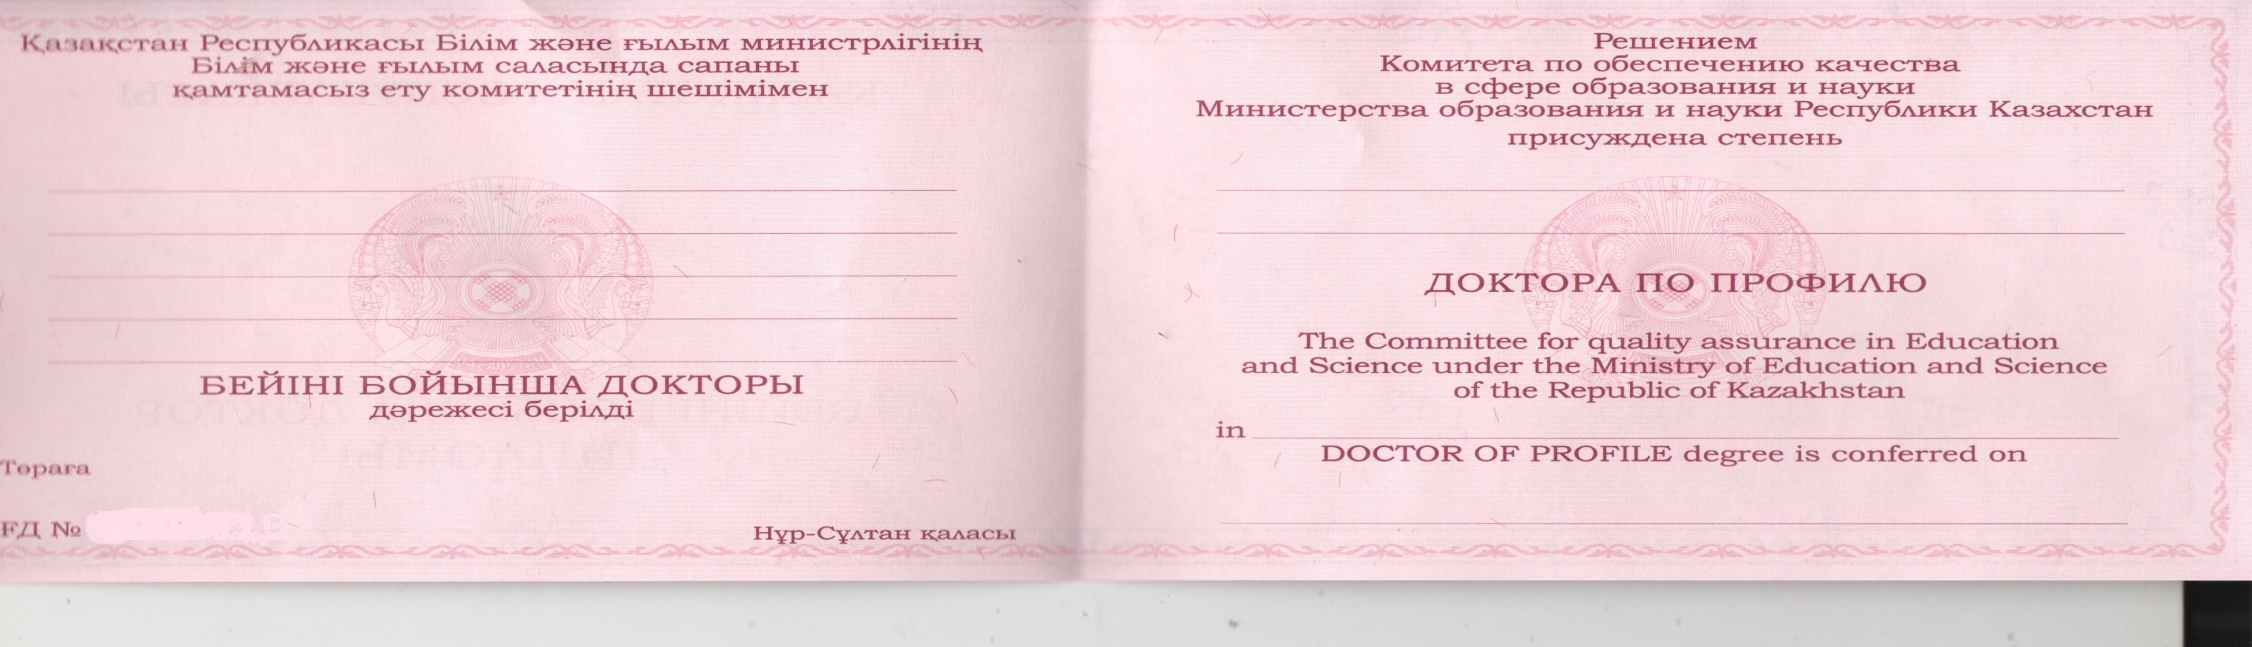 Қазақстан Республикасы Білім және ғылым министрлігінің
Білім және ғылым саласында сапаны
қамтамасыз ету комитетінің шешімімен
БЕЙІНІ БОЙЫНША ДОКТОРЫ
дәрежесі берілді
Төраға
ҒД №
Нұр-Сұлтан қаласы
Решением
Комитета по обеспечению качества
в сфере образования и науки
Министерства образования и науки Республики Казахстан
присуждена степень
ДОКТОРА ПО ПРОФИЛЮ
The Committee for quality assurance in Education
and Science under the Ministry of Education and Science
of the Republic of Kazakhstan
in
DOCTOR OF PROFILE degree is conferred on